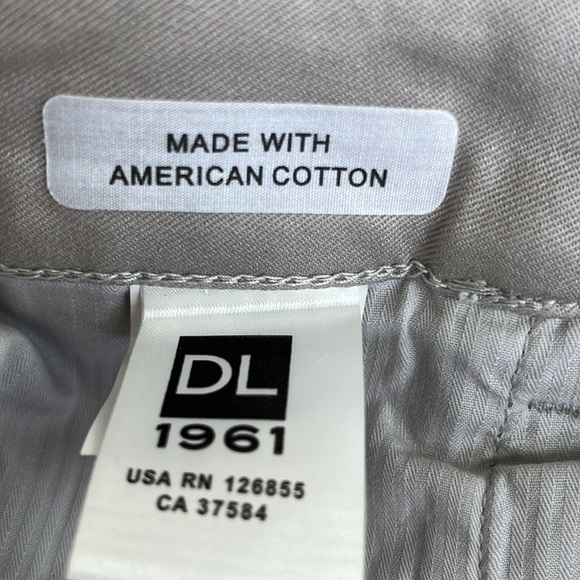 MADE WITH
AMERICAN COTTON
DL
1961
USA RN 126855
CA 37584